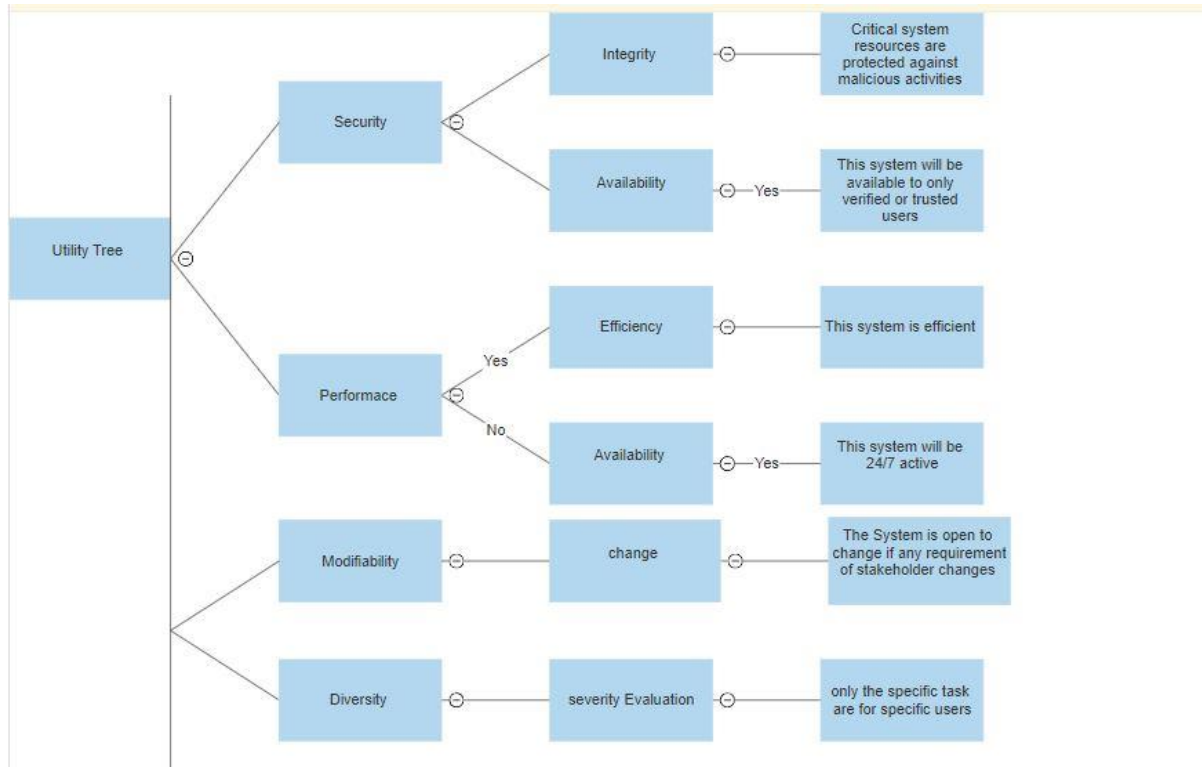 Utility Tree
Security
Integrity
Critical system
resources are
protected against
malicious activities
Availability
Yes
This system will be
available to only
verified or trusted
users
Performace
Yes
Efficiency
This system is efficient
No
Availability
Yes
This system will be
24/7 active
Modifiability
change
The System is open to
change if any requirement
of stakeholder changes
Diversity
severity Evaluation
only the specific task
are for specific users